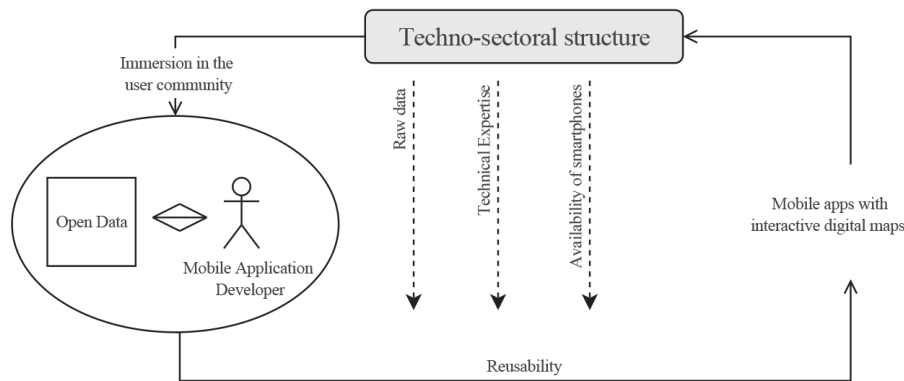 Techno-sectoral structure
Immersion in the
user community
Raw data
Technical Expertise
Availability of smartphones
Open Data
Mobile Application
Developer
Mobile apps with
interactive digital maps
Reusability